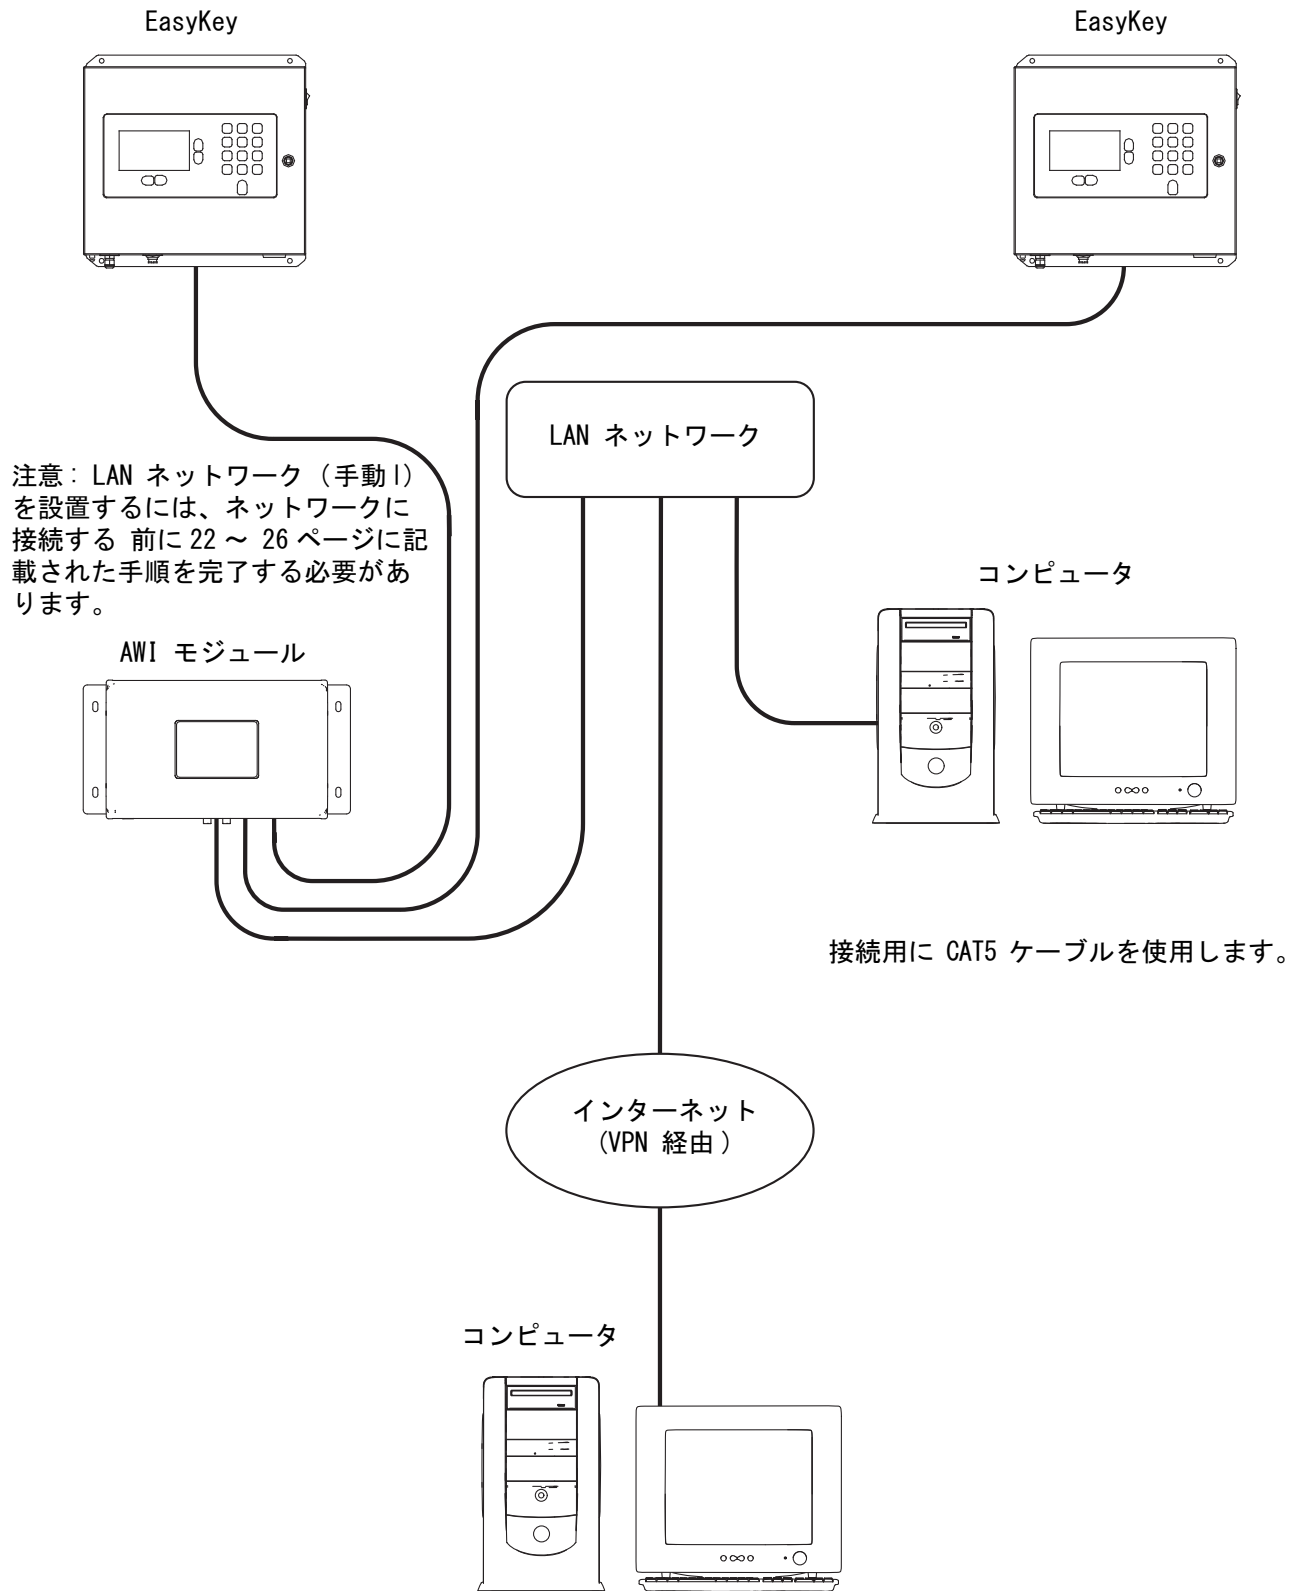 EasyKey
EasyKey
LAN ネットワーク
注意: LAN ネットワーク (手動l)
を設置するには、ネットワークに
接続する 前に 22 ～ 26 ページに記
載された手順を完了する必要があ
ります。
コンピュータ
AWI モジュール
接続用に CAT5 ケーブルを使用します。
インターネット
(VPN 経由 )
コンピュータ